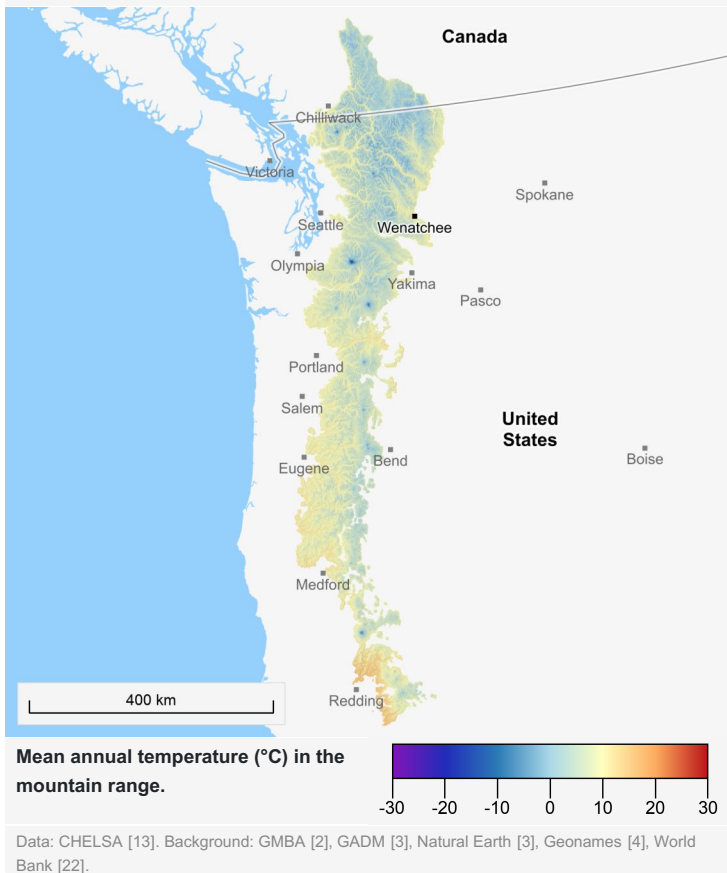 Canada
Chilliwack
Victoria
Spokane
Seattle
Wenatchee
Olympia
Yakima
Pasco
Portland
Salem
United
States
Eugene
Bend
Boise
Medford
400 km
Redding
Mean annual temperature (°C) in the
mountain range.
-30 -20 -10 0 10 20 30
Data: CHELSA [13]. Background: GMBA [2], GADM [3], Natural Earth [3], Geonames [4], World
Bank [22].